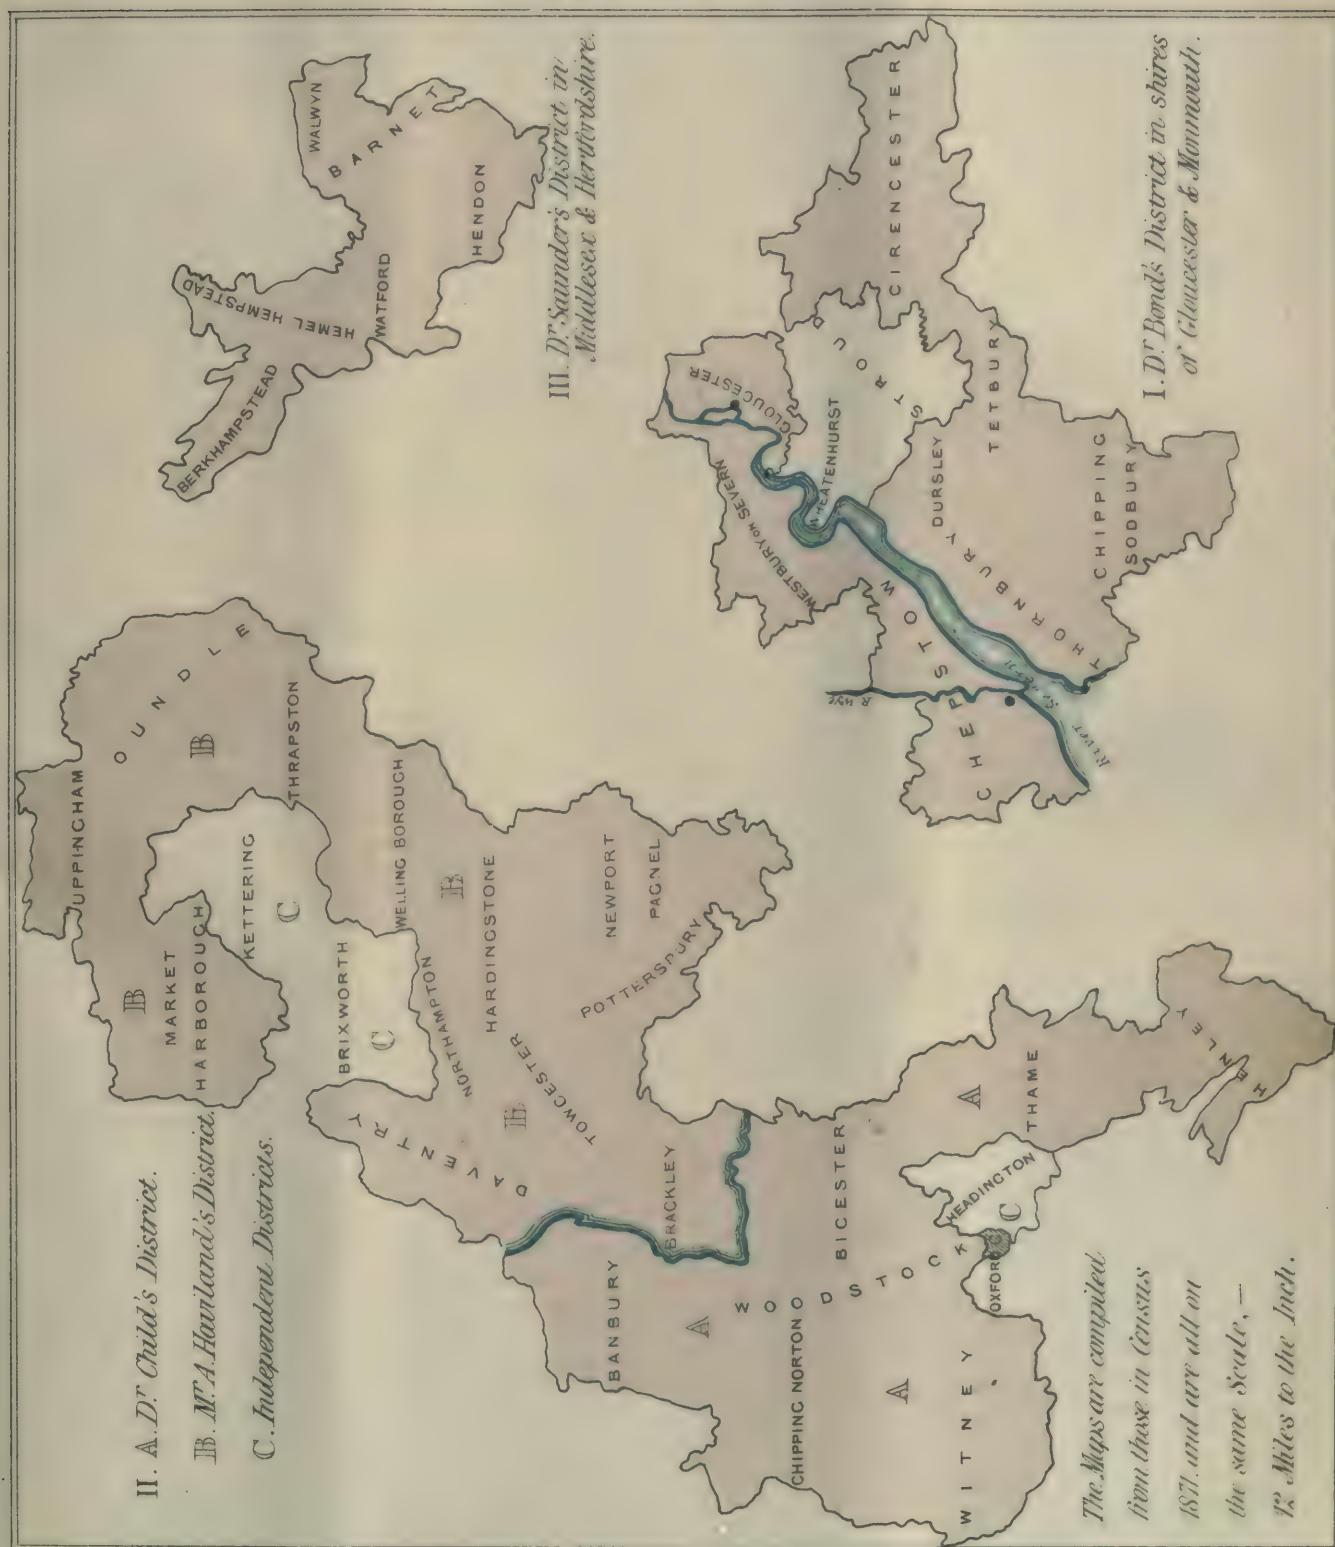 II. A. Dr. Child's District.
B. Mr. A. Haviland's District.
C. Independent Districts.
UPPINGHAM
OUNDLE
B
B
MARKET
HARBOROUGH
THRAPSTON
KETTERING
C
BRIXWORTH
C
WELLING BOROUGH
B
NORTHAMPTON
HARDINGSTONE
DAVENTRY
B
TOWCESTER
NEWPORT
PAGNEL
POTTERSPURY
BRACKLEY
BANBURY
A
WOODSTOCK
CHIPPING NORTON
BICESTER
A
WITNEY
OXFORD
HEADINGTON
C
A
THAME
HENLEY
The Maps are compiled
from those in Census
1871. and are all on
the same Scale, —
12 Miles to the Inch.
WALWYN
BARNET
HENDON
HEMEL HEMPSTEAD
WATFORD
BERKHAMPSTEAD
III. Dr. Saunders's District in
Middlesex & Hertfordshire.
CIRENCESTER
GLOUCESTER
STROUD
WHEATENHURST
WESTBURY ON SEVERN
DURSLEY
TETBURY
THORNBURY
CHIPPING
SODBURY
CHEPSTOW
R Wye
River Severn
I. Dr. Bond's District in shires
of Gloucester & Monmouth.